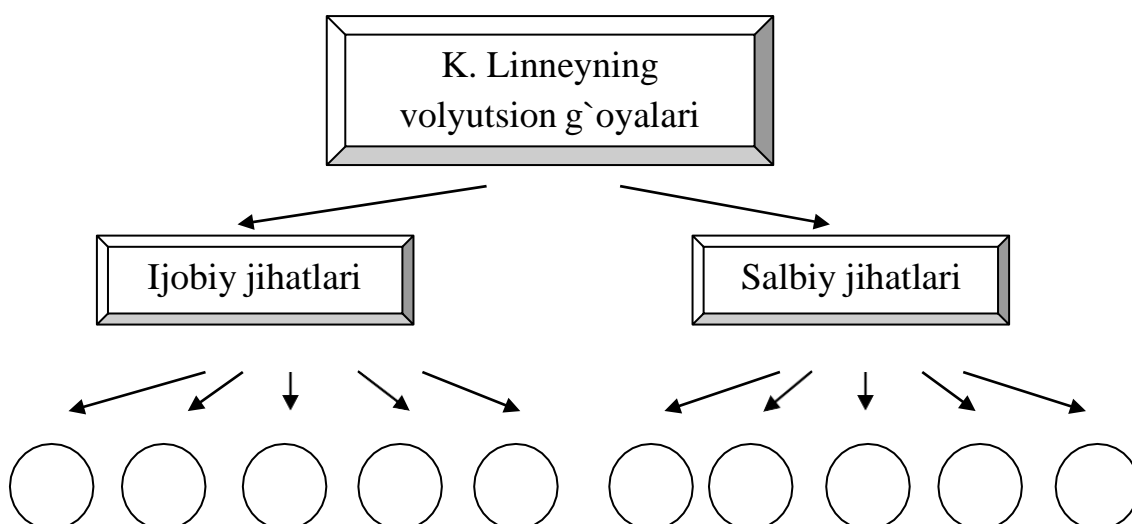 K. Linneyning
volyutsion g`oyalari
Ijobiy jihatlari
Salbiy jihatlari